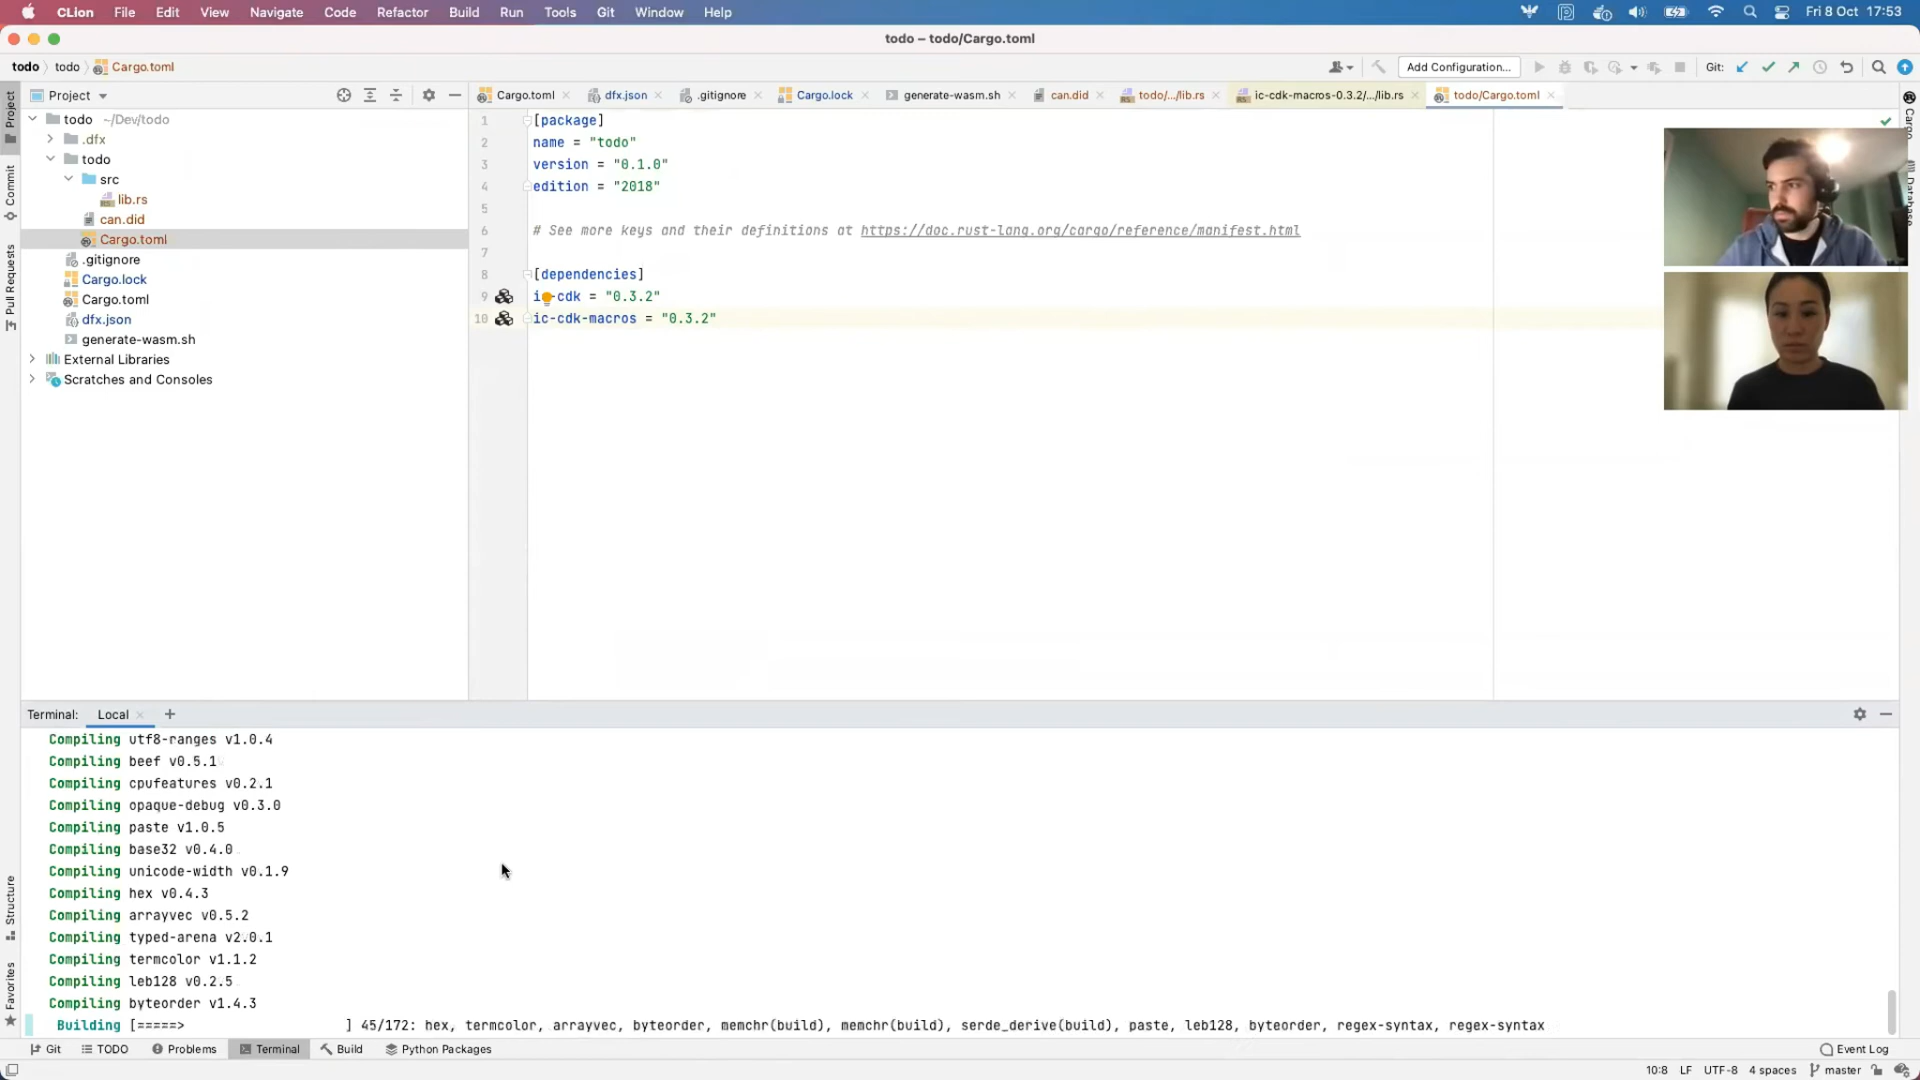 CLion File Edit View Navigate Code Refactor Build Run Tools Git Window Help Fri 8 Oct 17:53
todo – todo/Cargo.toml
todo todo Cargo.toml Add Configuration... Git:
Project Cargo.toml dfx.json .gitignore Cargo.lock generate-wasm.sh can.did todo/.../lib.rs ic-cdk-macros-0.3.2/.../lib.rs todo/Cargo.toml
Project
Commit
Pull Requests
Structure
Favorites
Cargo
Database
todo ~/Dev/todo
.dfx
todo
src
lib.rs
can.did
Cargo.toml
.gitignore
Cargo.lock
Cargo.toml
dfx.json
generate-wasm.sh
External Libraries
Scratches and Consoles
1 [package]
2 name = "todo"
3 version = "0.1.0"
4 edition = "2018"
5
6 # See more keys and their definitions at https://doc.rust-lang.org/cargo/reference/manifest.html
7
8 [dependencies]
9 i-cdk = "0.3.2"
10 ic-cdk-macros = "0.3.2"
Terminal: Local
Compiling utf8-ranges v1.0.4
Compiling beef v0.5.1
Compiling cpufeatures v0.2.1
Compiling opaque-debug v0.3.0
Compiling paste v1.0.5
Compiling base32 v0.4.0
Compiling unicode-width v0.1.9
Compiling hex v0.4.3
Compiling arrayvec v0.5.2
Compiling typed-arena v2.0.1
Compiling termcolor v1.1.2
Compiling leb128 v0.2.5
Compiling byteorder v1.4.3
Building [=====> ] 45/172: hex, termcolor, arrayvec, byteorder, memchr(build), memchr(build), serde_derive(build), paste, leb128, byteorder, regex-syntax, regex-syntax
Git TODO Problems Terminal Build Python Packages Event Log
10:8 LF UTF-8 4 spaces master